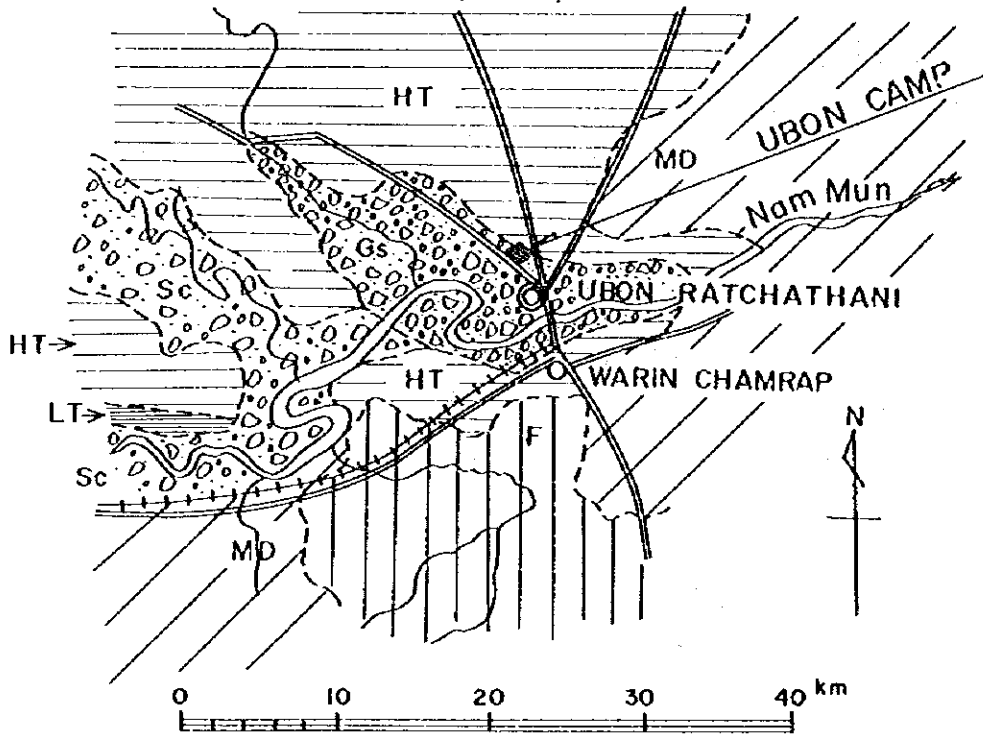 HT
UBON CAMP
MD
Nam Mun
Gs
Sc
UBON RATCHATHANI
HT→
HT
WARIN CHAMRAP
LT→
F
N
Sc
MD
0 10 20 30 40 km